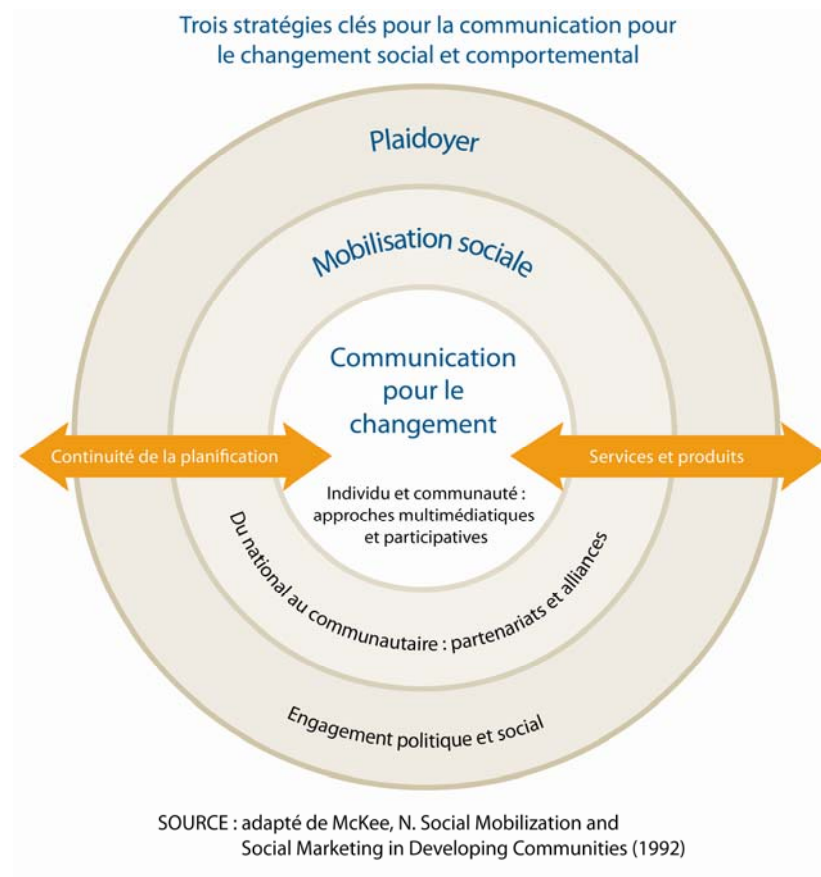 Trois stratégies clés pour la communication pour
le changement social et comportemental
Plaidoyer
Mobilisation sociale
Communication
pour le
changement
Continuité de la planification
Services et produits
Individu et communauté :
approches multimédiatiques
et participatives
Du national au communautaire : partenariats et alliances
Engagement politique et social
SOURCE : adapté de McKee, N. Social Mobilization and
Social Marketing in Developing Communities (1992)